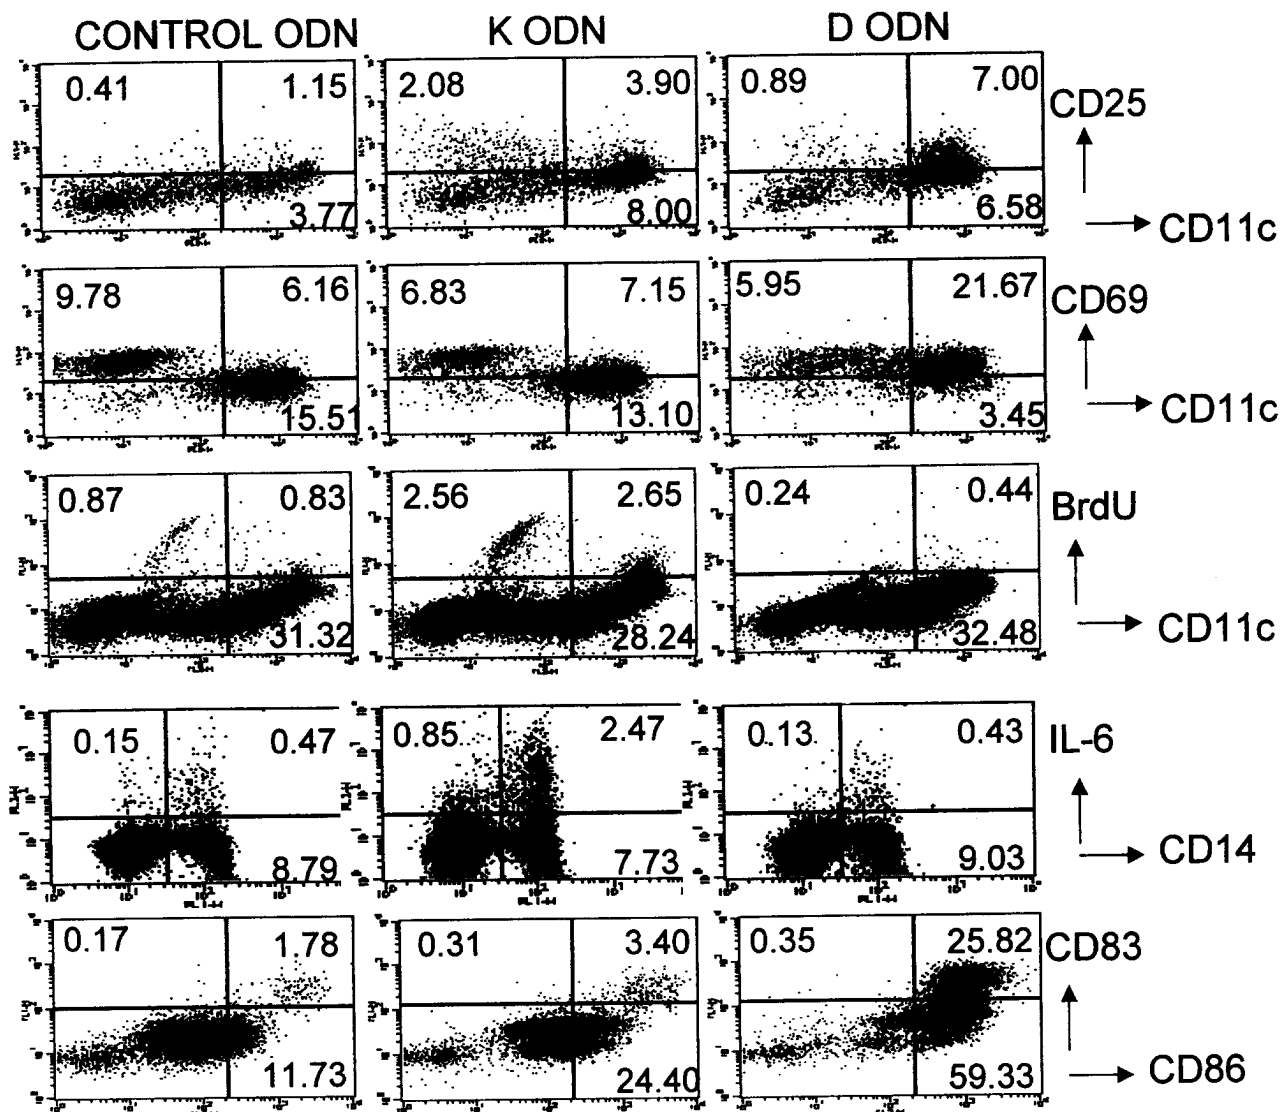 CONTROL ODN K ODN D ODN
0.41 1.15 2.08 3.90 0.89 7.00
CD25
3.77 8.00 6.58
CD11c
9.78 6.16 6.83 7.15 5.95 21.67
CD69
15.51 13.10 3.45
CD11c
0.87 0.83 2.56 2.65 0.24 0.44
BrdU
31.32 28.24 32.48
CD11c
0.15 0.47 0.85 2.47 0.13 0.43
IL-6
8.79 7.73 9.03
CD14
0.17 1.78 0.31 3.40 0.35 25.82
CD83
11.73 24.40 59.33
CD86